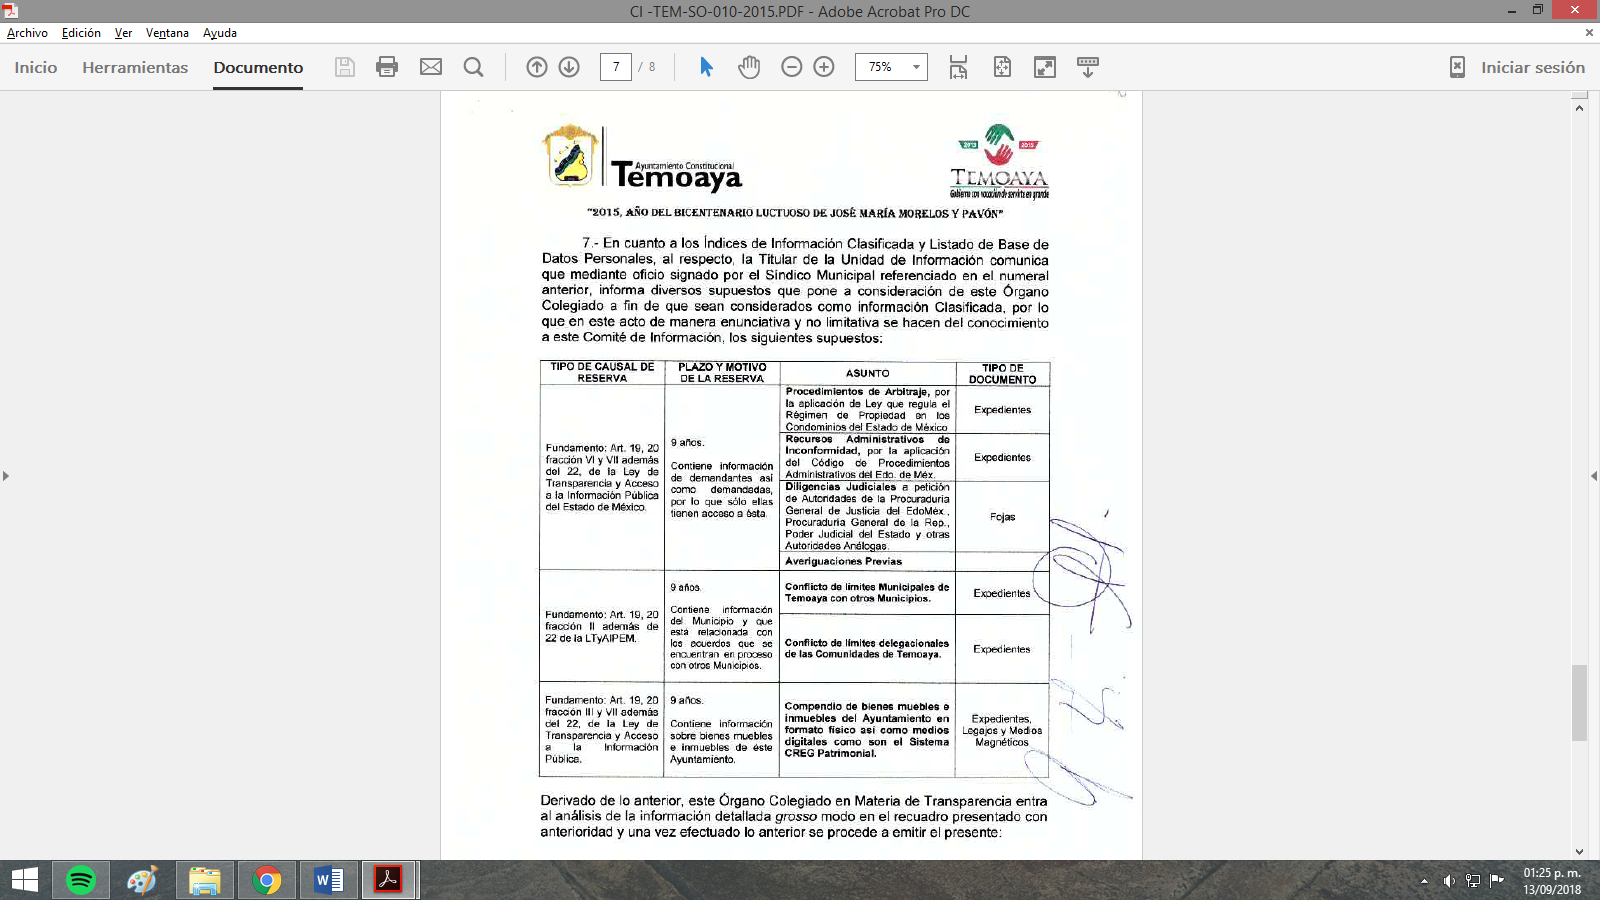 CI -TEM-SO-010-2015.PDF - Adobe Acrobat Pro DC
Archivo Edición Ver Ventana Ayuda
Inicio Herramientas Documento 7 / 8 75% Iniciar sesión
Ayuntamiento Constitucional
Temoaya
2013 2015
TEMOAYA
Gobierno con vocación de servirte en grande
"2015, AÑO DEL BICENTENARIO LUCTUOSO DE JOSÉ MARÍA MORELOS Y PAVÓN"
7.- En cuanto a los Índices de Información Clasificada y Listado de Base de
Datos Personales, al respecto, la Titular de la Unidad de Información comunica
que mediante oficio signado por el Síndico Municipal referenciado en el numeral
anterior, informa diversos supuestos que pone a consideración de este Órgano
Colegiado a fin de que sean considerados como información Clasificada, por lo
que en este acto de manera enunciativa y no limitativa se hacen del conocimiento
a este Comité de Información, los siguientes supuestos:
TIPO DE CAUSAL DE
RESERVA
PLAZO Y MOTIVO
DE LA RESERVA
ASUNTO
TIPO DE
DOCUMENTO
Fundamento: Art. 19, 20
fracción VI y VII además
del 22, de la Ley de
Transparencia y Acceso
a la Información Pública
del Estado de México.
9 años.
Contiene información
de demandantes así
como demandadas,
por lo que sólo ellas
tienen acceso a ésta.
Procedimientos de Arbitraje, por
la aplicación de Ley que regula el
Régimen de Propiedad en los
Condominios del Estado de México
Expedientes
Recursos Administrativos de
Inconformidad, por la aplicación
del Código de Procedimientos
Administrativos del Edo. de Méx.
Expedientes
Diligencias Judiciales a petición
de Autoridades de la Procuraduría
General de Justicia del EdoMéx.,
Procuraduría General de la Rep.,
Poder Judicial del Estado y otras
Autoridades Análogas.
Fojas
Averiguaciones Previas
Fundamento: Art. 19, 20
fracción II además de
22 de la LTyAIPEM.
9 años.
Contiene información
del Municipio y que
está relacionada con
los acuerdos que se
encuentran en proceso
con otros Municipios.
Conflicto de límites Municipales de
Temoaya con otros Municipios.
Expedientes
Conflicto de límites delegacionales
de las Comunidades de Temoaya.
Expedientes
Fundamento: Art. 19, 20
fracción III y VII además
del 22, de la Ley de
Transparencia y Acceso
a la Información
Pública.
9 años.
Contiene información
sobre bienes muebles
e inmuebles de éste
Ayuntamiento.
Compendio de bienes muebles e
inmuebles del Ayuntamiento en
formato físico así como medios
digitales como son el Sistema
CREG Patrimonial.
Expedientes,
Legajos y Medios
Magnéticos
Derivado de lo anterior, este Órgano Colegiado en Materia de Transparencia entra
al análisis de la información detallada grosso modo en el recuadro presentado con
anterioridad y una vez efectuado lo anterior se procede a emitir el presente:
01:25 p. m.
13/09/2018